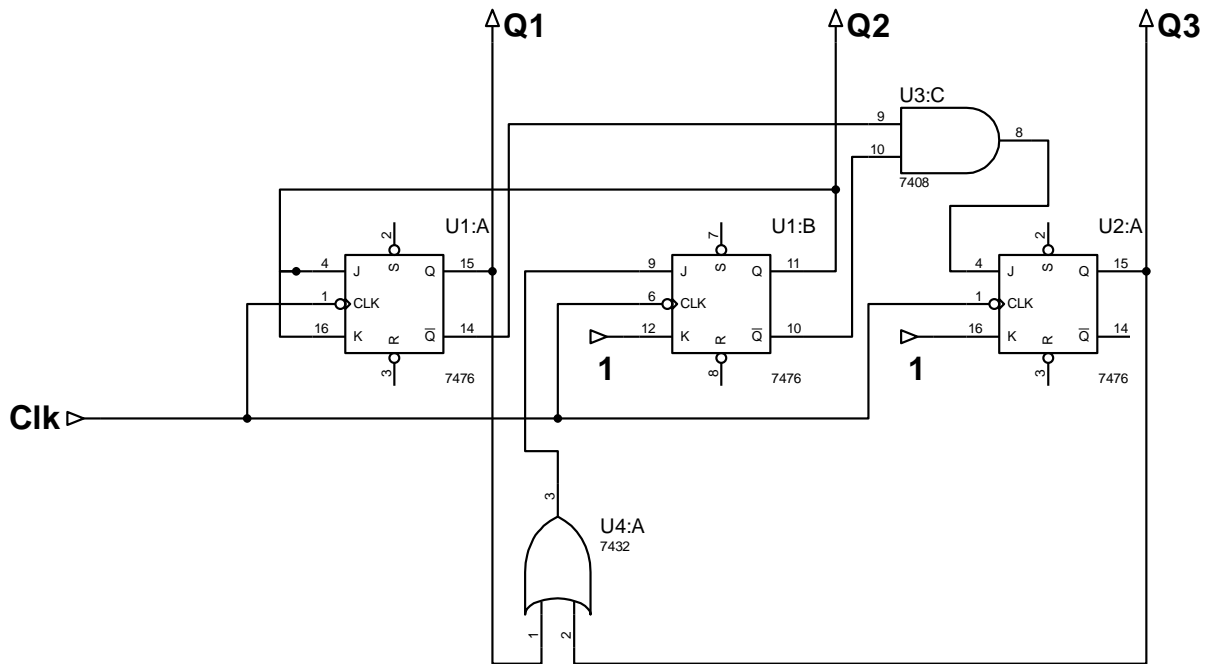 Q1
Q2
Q3
U3:C
9
8
10
7408
U1:A
U1:B
U2:A
2
7
2
4
J
S
Q
15
9
J
S
Q
11
4
J
S
Q
15
1
CLK
6
CLK
1
CLK
16
K
R
Q
14
12
K
R
Q
10
16
K
R
Q
14
3
7476
1
8
7476
1
3
7476
Clk
3
U4:A
7432
1
2